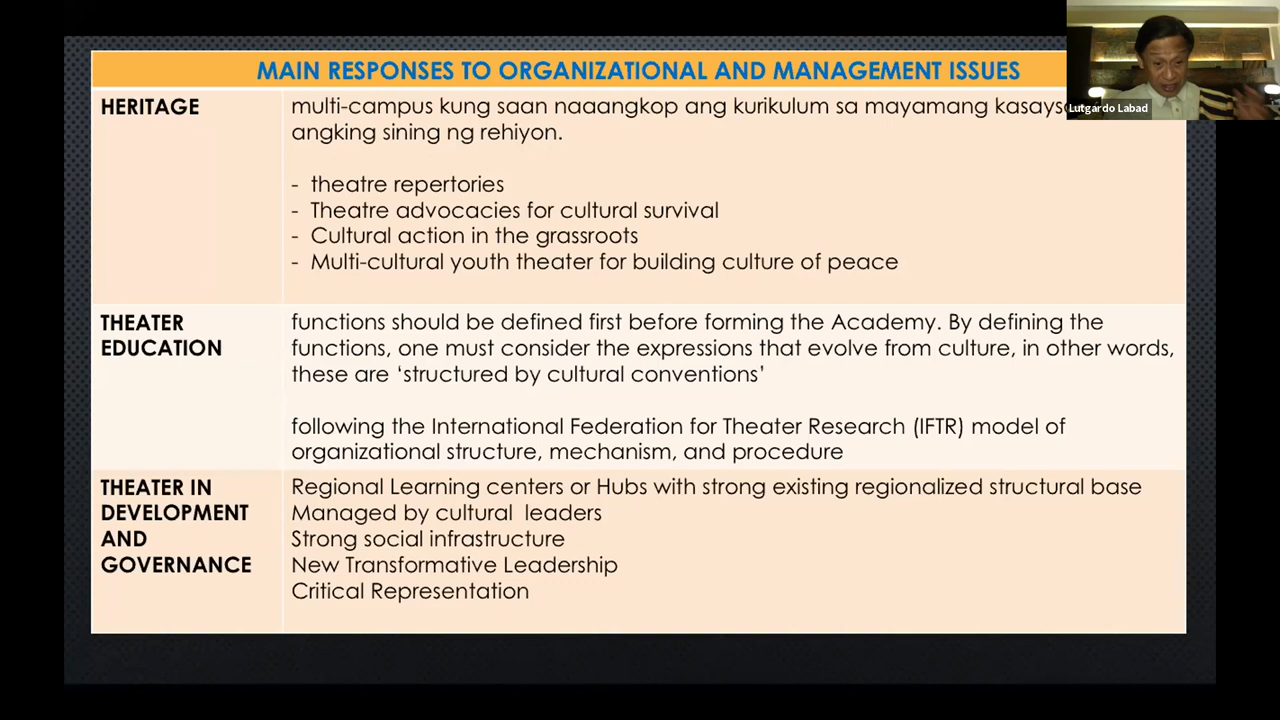 MAIN RESPONSES TO ORGANIZATIONAL AND MANAGEMENT ISSUES
Lutgardo Labad
HERITAGE
multi-campus kung saan naaangkop ang kurikulum sa mayamang
angking sining ng rehiyon.
- theatre repertories
- Theatre advocacies for cultural survival
- Cultural action in the grassroots
- Multi-cultural youth theater for building culture of peace
THEATER
EDUCATION
functions should be defined first before forming the Academy. By defining the
functions, one must consider the expressions that evolve from culture, in other words,
these are ‘structured by cultural conventions’
following the International Federation for Theater Research (IFTR) model of
organizational structure, mechanism, and procedure
THEATER IN
DEVELOPMENT
AND
GOVERNANCE
Regional Learning centers or Hubs with strong existing regionalized structural base
Managed by cultural leaders
Strong social infrastructure
New Transformative Leadership
Critical Representation